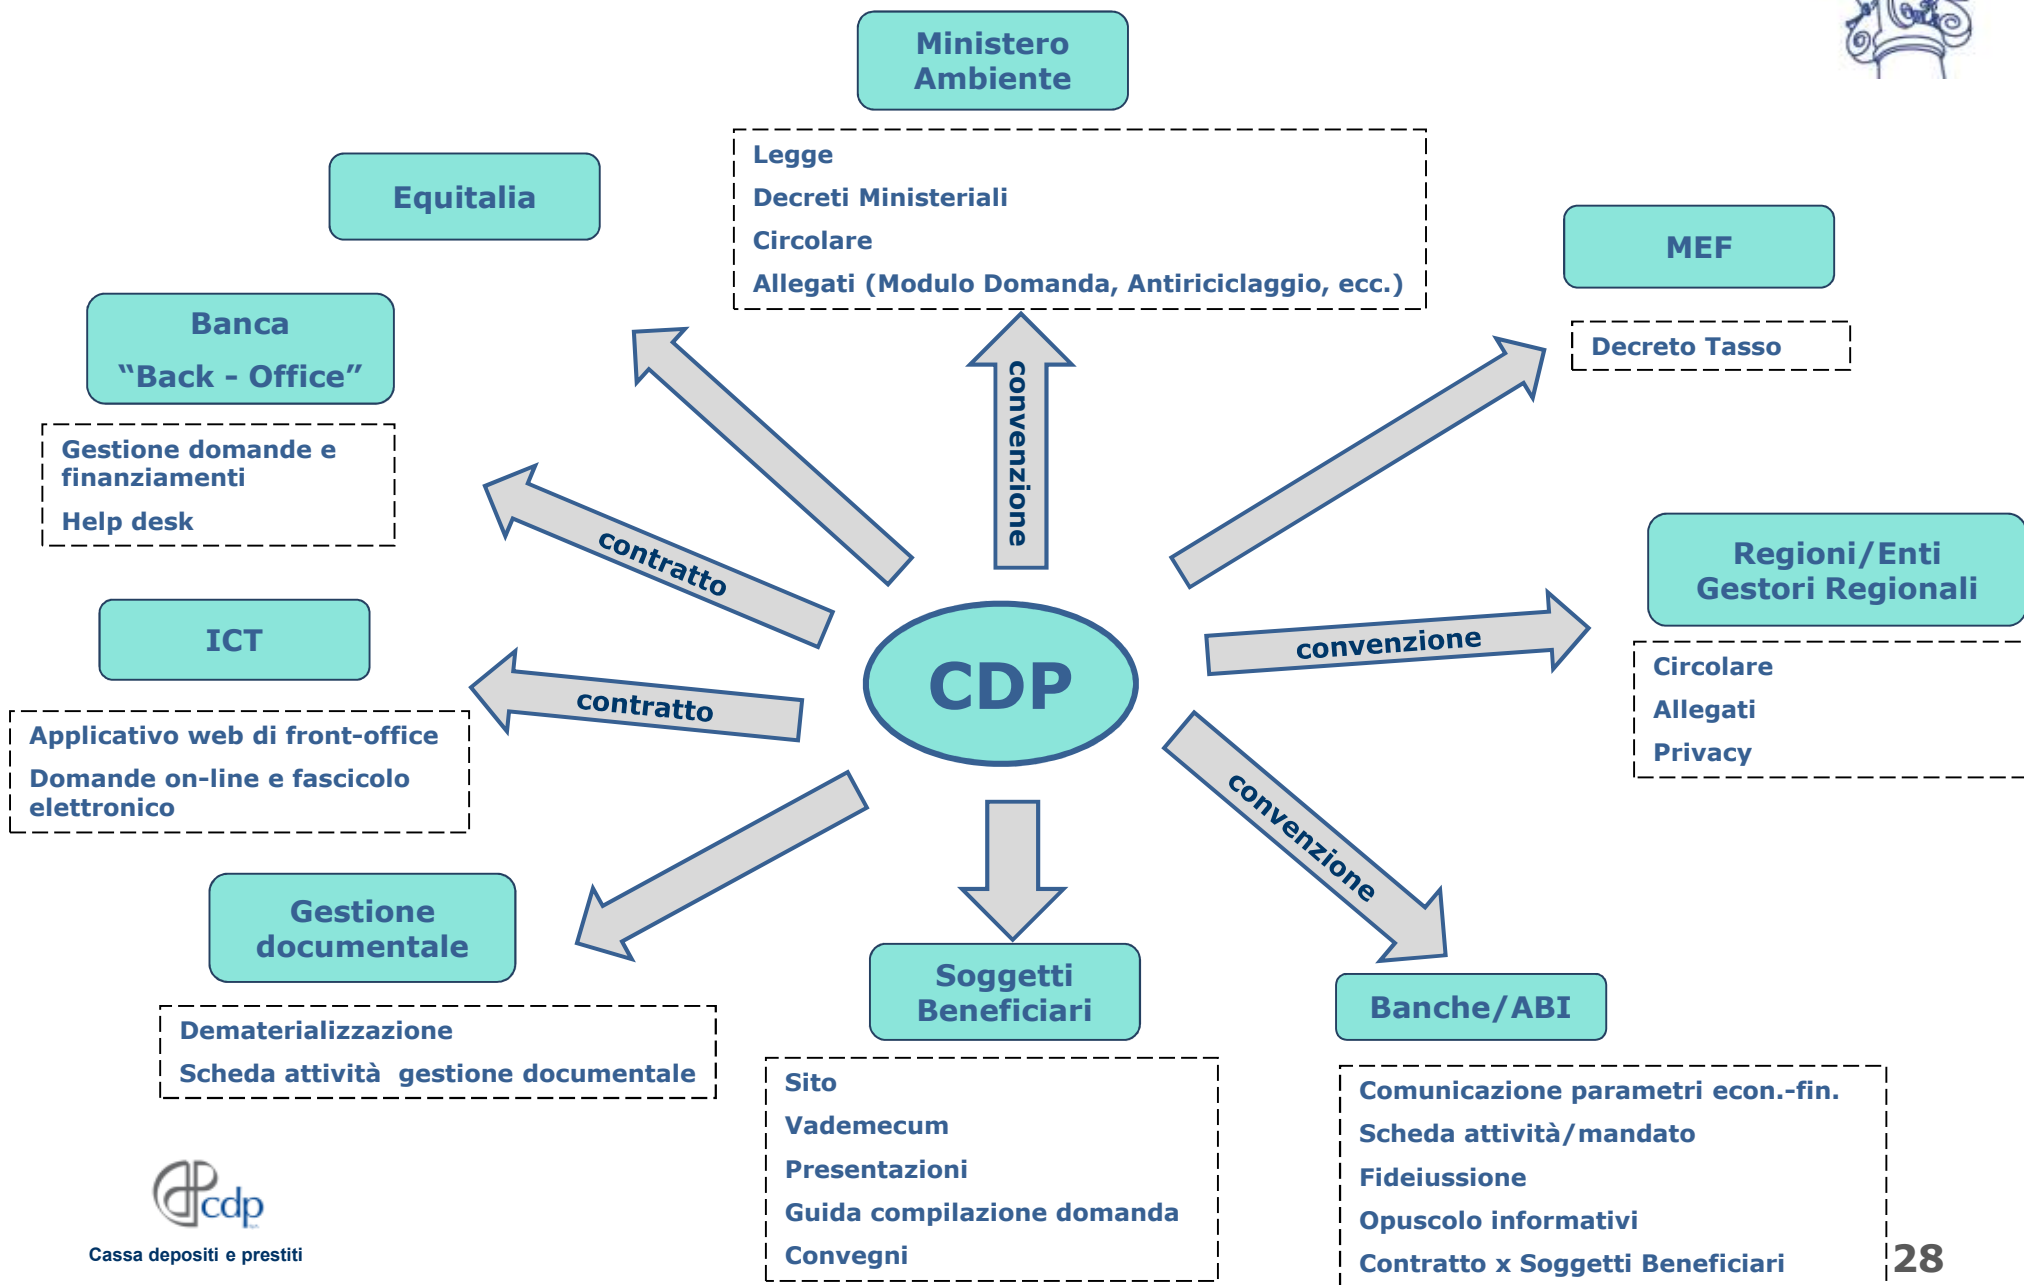 Ministero
Ambiente
Legge
Decreti Ministeriali
Circolare
Allegati (Modulo Domanda, Antiriciclaggio, ecc.)
Equitalia
MEF
Decreto Tasso
Banca
“Back - Office”
Gestione domande e
finanziamenti
Help desk
convenzione
contratto
Regioni/Enti
Gestori Regionali
Circolare
Allegati
Privacy
convenzione
ICT
Applicativo web di front-office
Domande on-line e fascicolo
elettronico
contratto
CDP
convenzione
Gestione
documentale
Dematerializzazione
Scheda attività  gestione documentale
Soggetti
Beneficiari
Sito
Vademecum
Presentazioni
Guida compilazione domanda
Convegni
Banche/ABI
Comunicazione parametri econ.-fin.
Scheda attività/mandato
Fideiussione
Opuscolo informativi
Contratto x Soggetti Beneficiari
cdp
Cassa depositi e prestiti
28